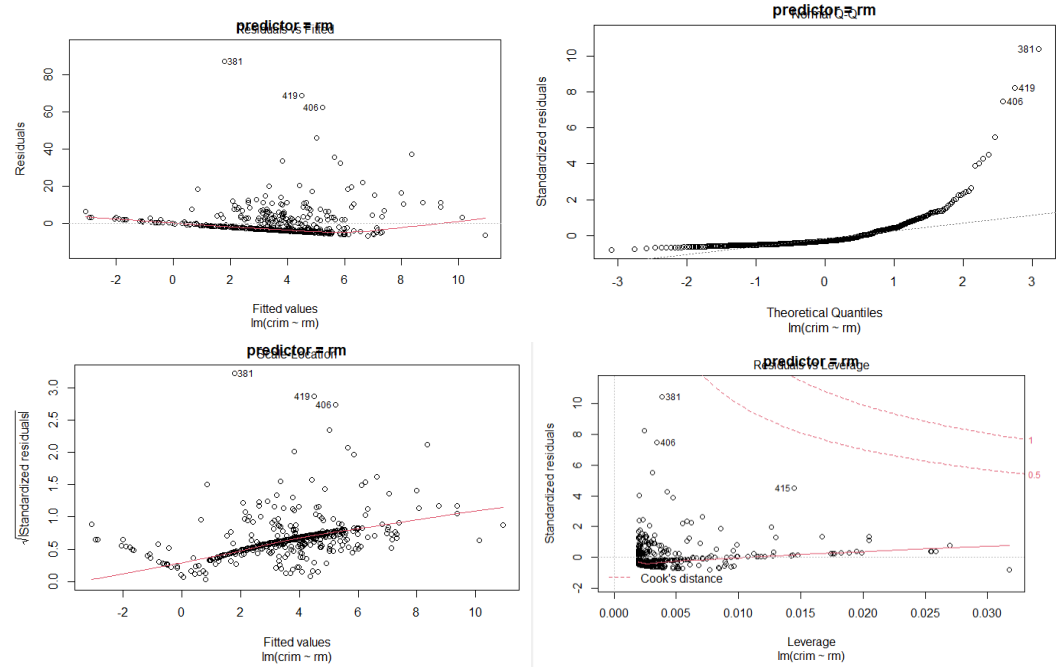 predictor = rm
Residuals vs Fitted
Residuals
80
60
40
20
0
381
419
406
-2 0 2 4 6 8 10
Fitted values
lm(crim ~ rm)
predictor = rm
Normal Q-Q
Standardized residuals
10
8
6
4
2
0
381
419
406
-3 -2 -1 0 1 2 3
Theoretical Quantiles
lm(crim ~ rm)
predictor = rm
Scale-Location
√|Standardized residuals|
3.0
2.5
2.0
1.5
1.0
0.5
0.0
381
419
406
-2 0 2 4 6 8 10
Fitted values
lm(crim ~ rm)
predictor = rm
Residuals vs Leverage
Standardized residuals
10
8
6
4
2
0
-2
381
406
415
1
0.5
Cook's distance
0.000 0.005 0.010 0.015 0.020 0.025 0.030
Leverage
lm(crim ~ rm)